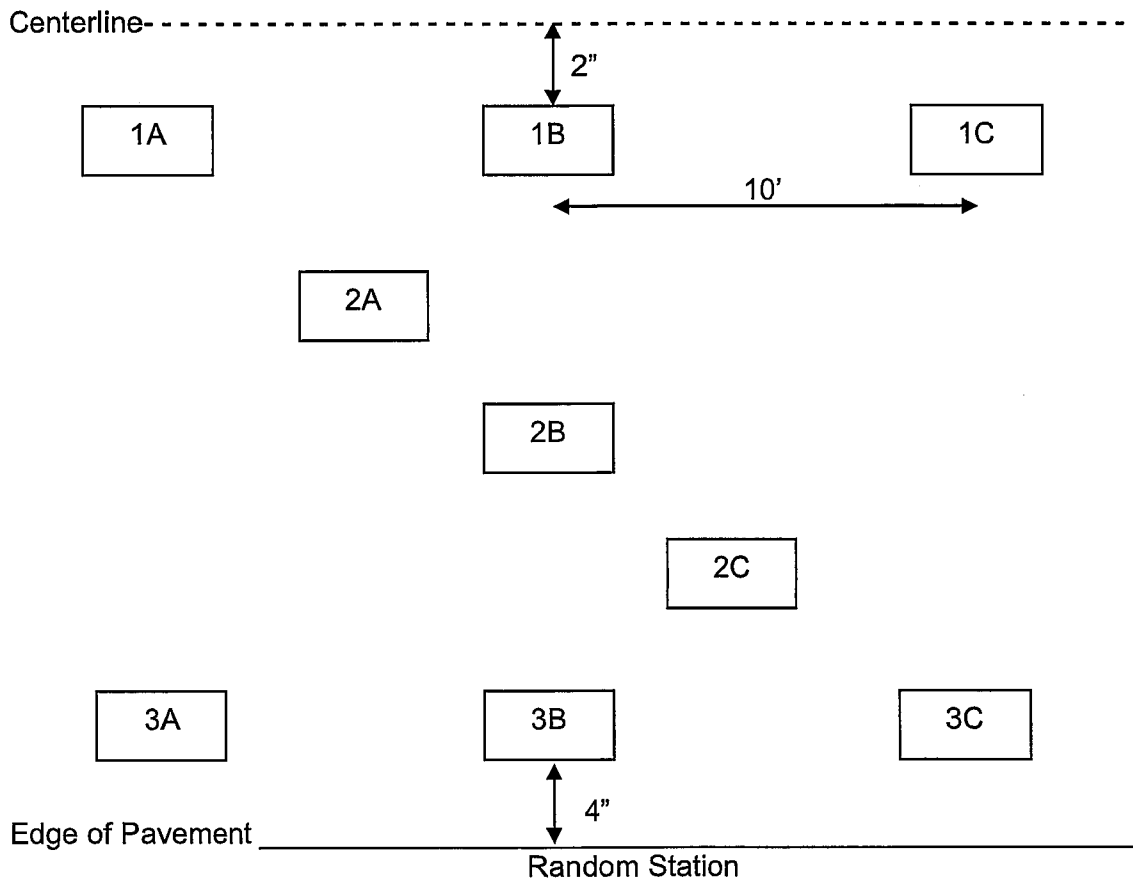 Centerline
2”
1A
1B
1C
10’
2A
2B
2C
3A
3B
3C
4”
Edge of Pavement
Random Station